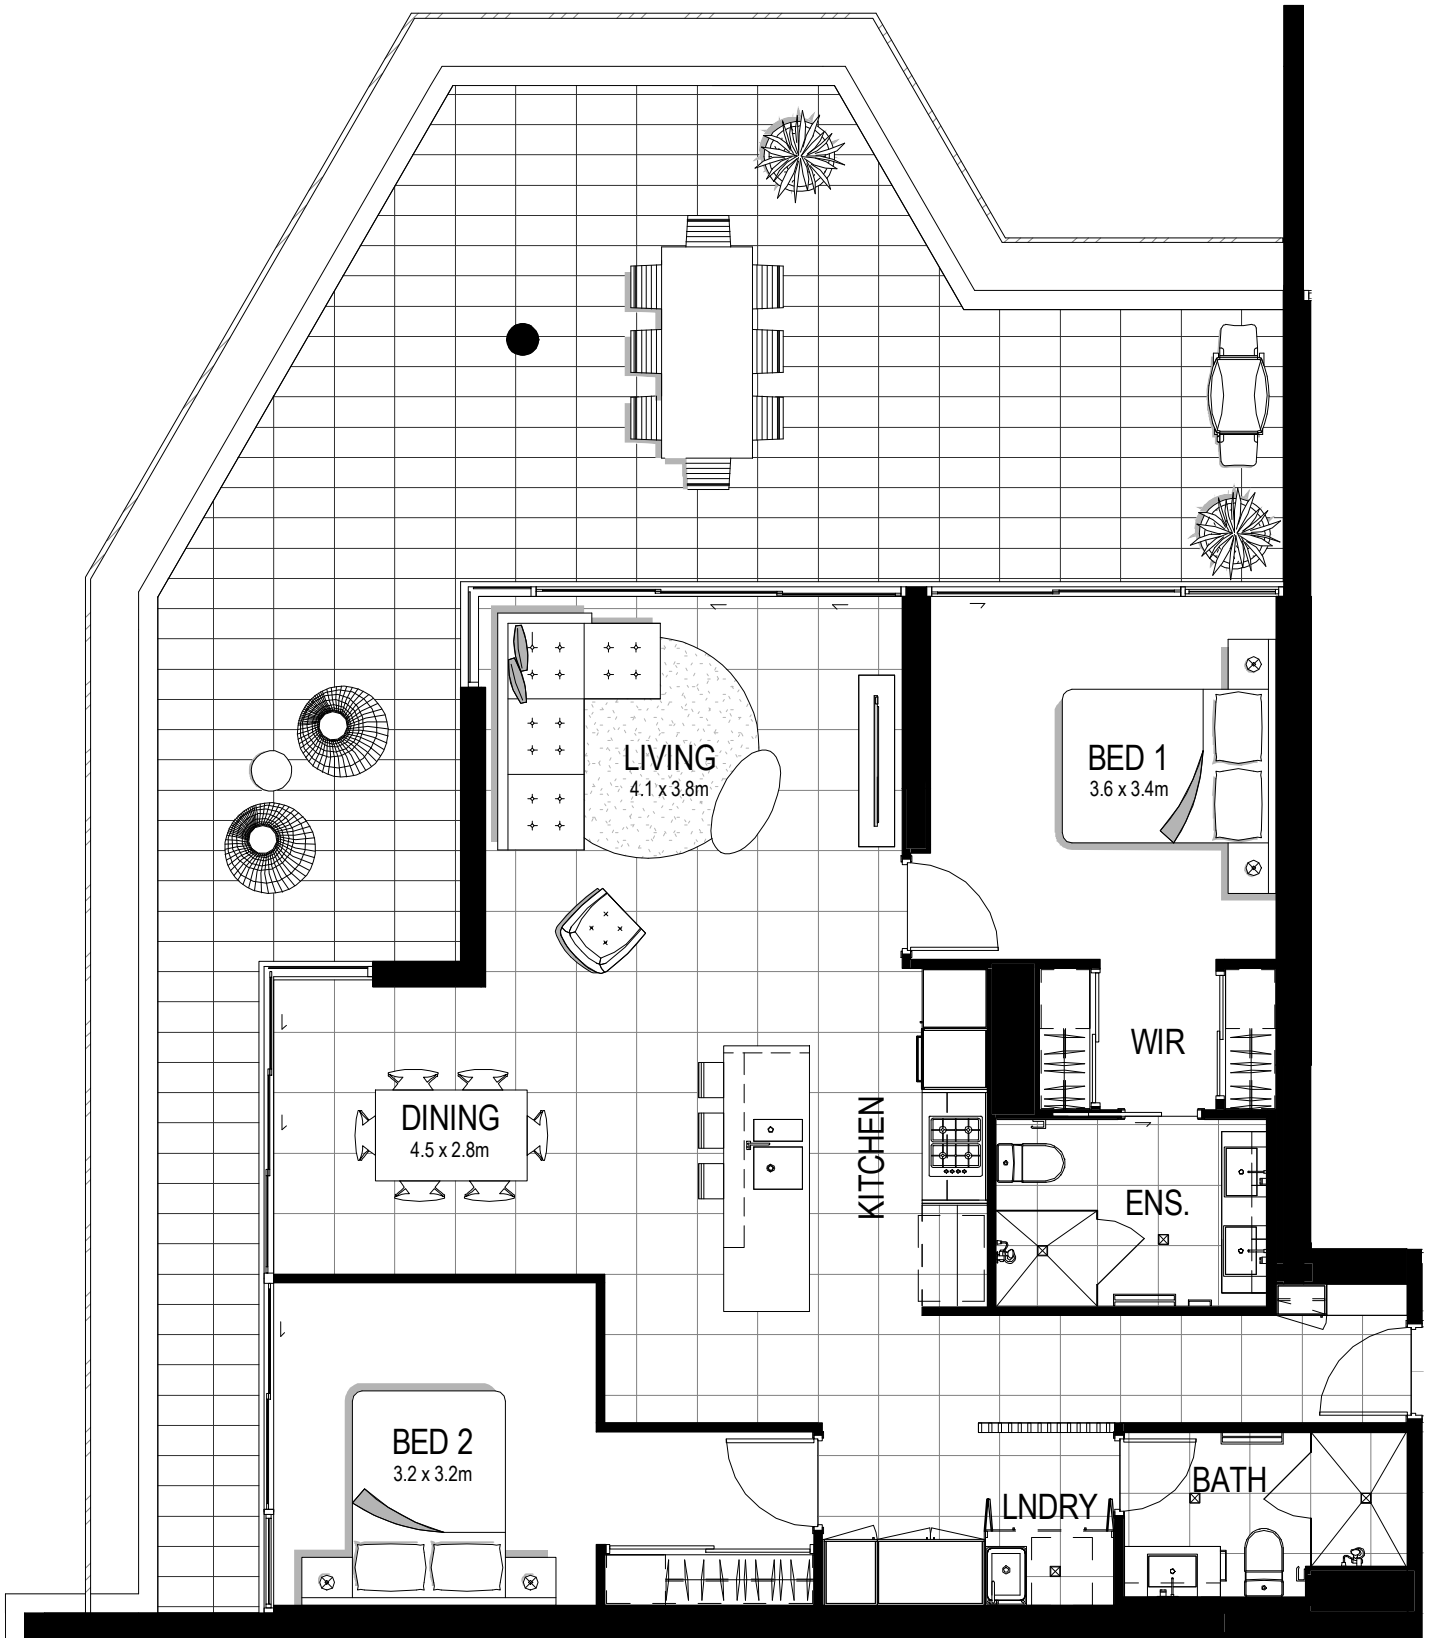 LIVING
4.1 x 3.8m
BED 1
3.6 x 3.4m
WIR
DINING
4.5 x 2.8m
KITCHEN
ENS.
BED 2
3.2 x 3.2m
LNDRY
BATH